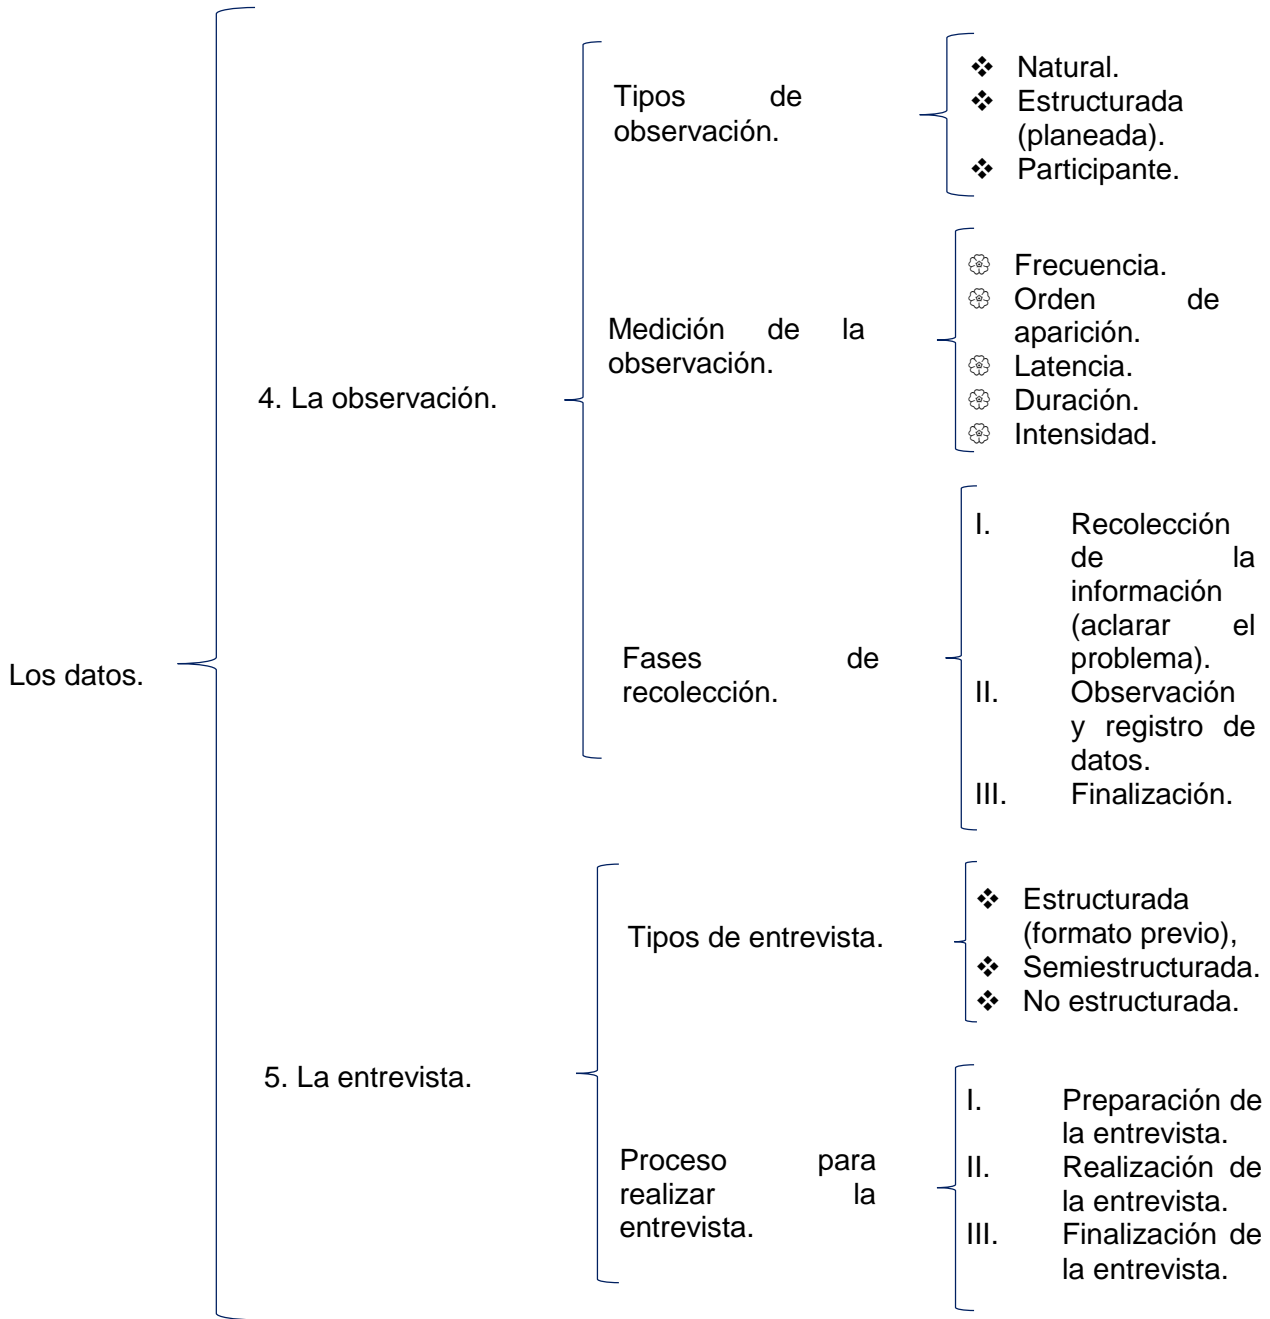 Los datos.
4. La observación.
Tipos de
observación.
❖ Natural.
❖ Estructurada
(planeada).
❖ Participante.
Medición de la
observación.
Frecuencia.
Orden de
aparición.
Latencia.
Duración.
Intensidad.
Fases de
recolección.
I. Recolección
de la
información
(aclarar el
problema).
II. Observación
y registro de
datos.
III. Finalización.
5. La entrevista.
Tipos de entrevista.
❖ Estructurada
(formato previo),
❖ Semiestructurada.
❖ No estructurada.
Proceso para
realizar la
entrevista.
I. Preparación de
la entrevista.
II. Realización de
la entrevista.
III. Finalización de
la entrevista.